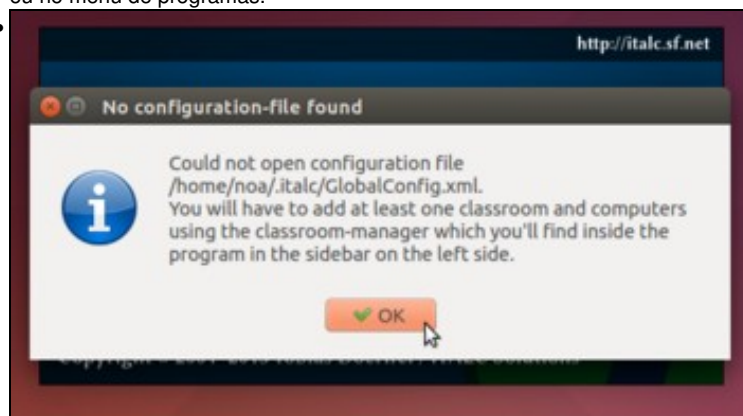 ou no menu de programas.
http://italc.sf.net
No configuration-file found
Could not open configuration file
/home/noa/.italc/GlobalConfig.xml.
You will have to add at least one classroom and computers
using the classroom-manager which you'll find inside the
program in the sidebar on the left side.
OK